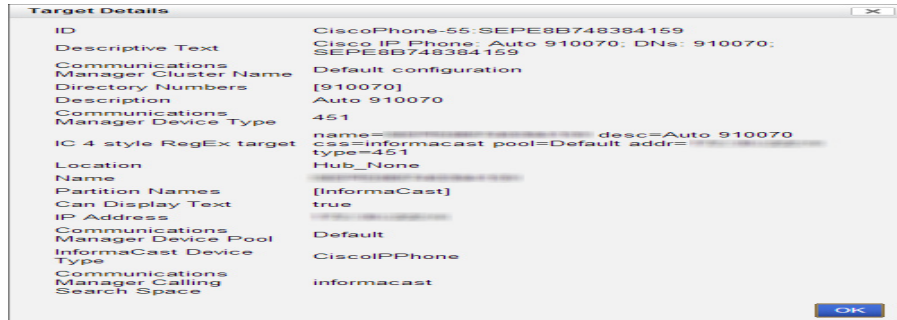 Target Details
ID CiscoPhone-55:SEPE8B748384159
Descriptive Text Cisco IP Phone: Auto 910070; DNs: 910070;
SEPE8B748384159
Communications
Manager Cluster Name Default configuration
Directory Numbers [910070]
Description Auto 910070
Communications
Manager Device Type 451
IC 4 style RegEx target name= desc=Auto 910070
css=informacast pool=Default addr=
type=451
Location Hub_None
Name
Partition Names [InformaCast]
Can Display Text true
IP Address
Communications
Manager Device Pool Default
InformaCast Device
Type CiscoIPPhone
Communications
Manager Calling
Search Space informacast
OK